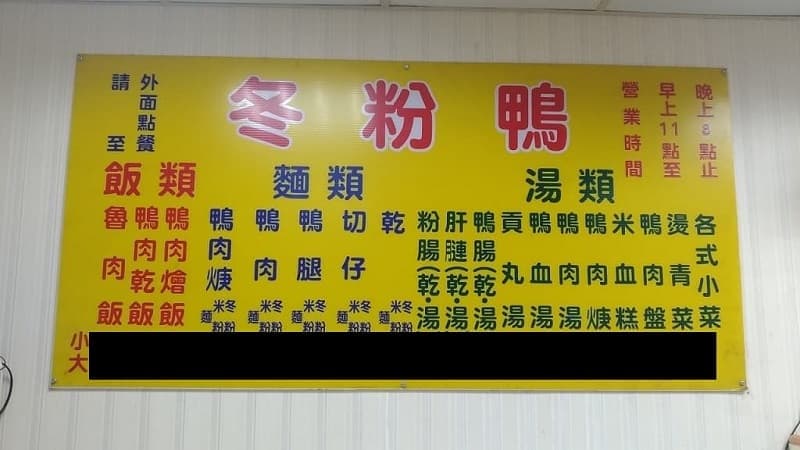 鴨粉冬
營業時間
早上11點至
晚上8點止
請至
外面點餐
飯類
魯肉飯
鴨肉乾飯
鴨肉燴飯
麵類
鴨肉焿 麵 米粉 冬粉
鴨肉 麵 米粉 冬粉
鴨腿 麵 米粉 冬粉
切仔 麵 米粉 冬粉
乾 麵 米粉 冬粉
湯類
粉腸(乾.湯
肝腱(乾.湯
鴨腸(乾.湯
貢丸湯
鴨血湯
鴨肉湯
鴨肉焿
米血糕
鴨肉盤
燙青菜
各式小菜
小
大